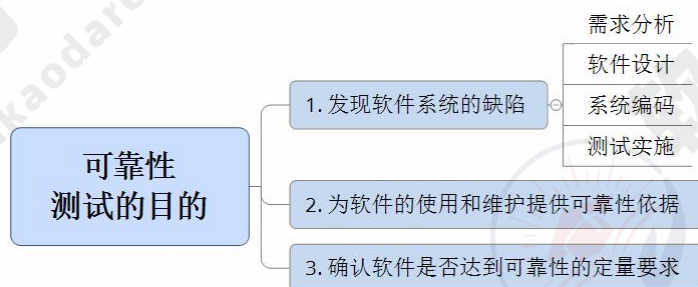 可靠性
测试的目的
1. 发现软件系统的缺陷
需求分析
软件设计
系统编码
测试实施
2. 为软件的使用和维护提供可靠性依据
3. 确认软件是否达到可靠性的定量要求
kaodare